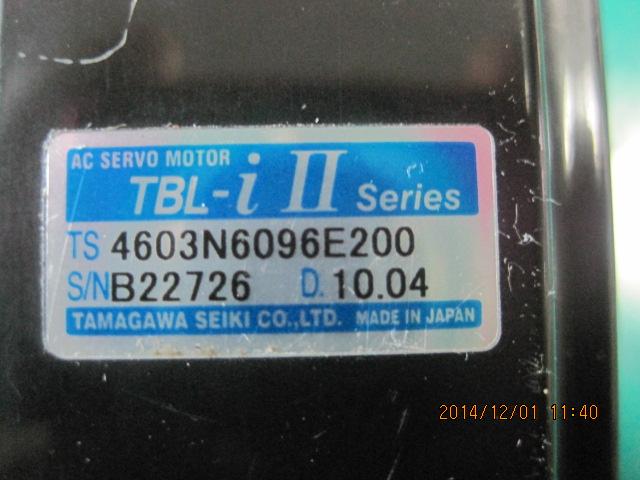 AC SERVO MOTOR
TBL-i II Series
TS 4603N6096E200
S/N B22726 D. 10.04
TAMAGAWA SEIKI CO.,LTD. MADE IN JAPAN
2014/12/01 11:40